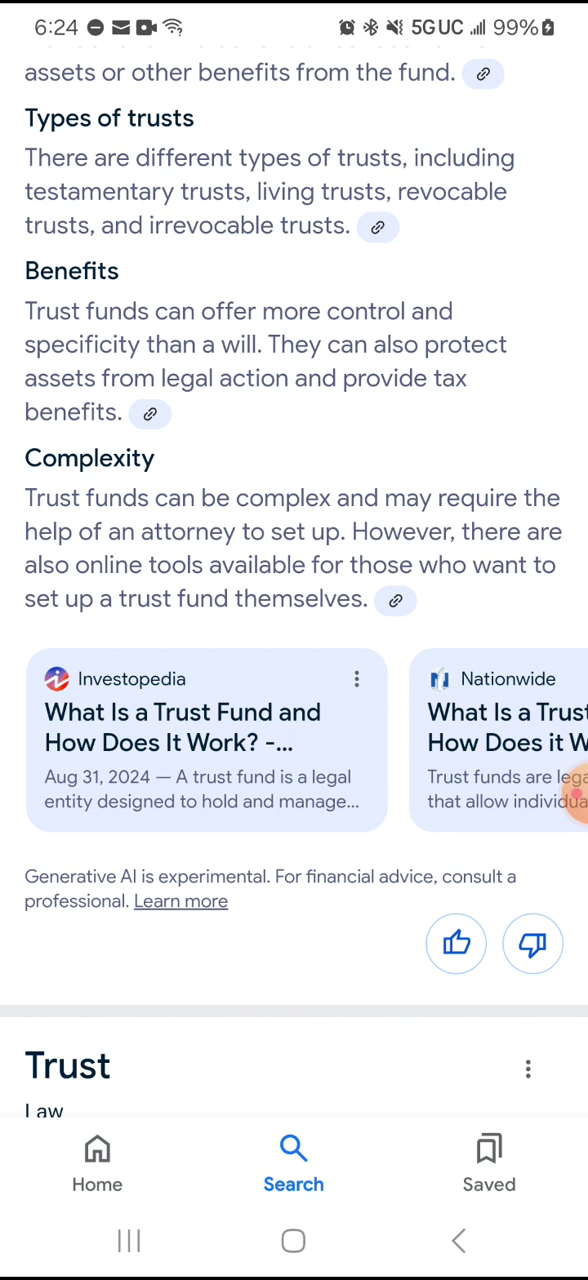 6:24 5G UC 99%
assets or other benefits from the fund.
Types of trusts
There are different types of trusts, including
testamentary trusts, living trusts, revocable
trusts, and irrevocable trusts.
Benefits
Trust funds can offer more control and
specificity than a will. They can also protect
assets from legal action and provide tax
benefits.
Complexity
Trust funds can be complex and may require the
help of an attorney to set up. However, there are
also online tools available for those who want to
set up a trust fund themselves.
Investopedia
What Is a Trust Fund and
How Does It Work? -...
Aug 31, 2024 — A trust fund is a legal
entity designed to hold and manage...
Nationwide
What Is a Trust
How Does it W
Trust funds are lega
that allow individua
Generative AI is experimental. For financial advice, consult a
professional. Learn more
Trust
Law
Home
Search
Saved